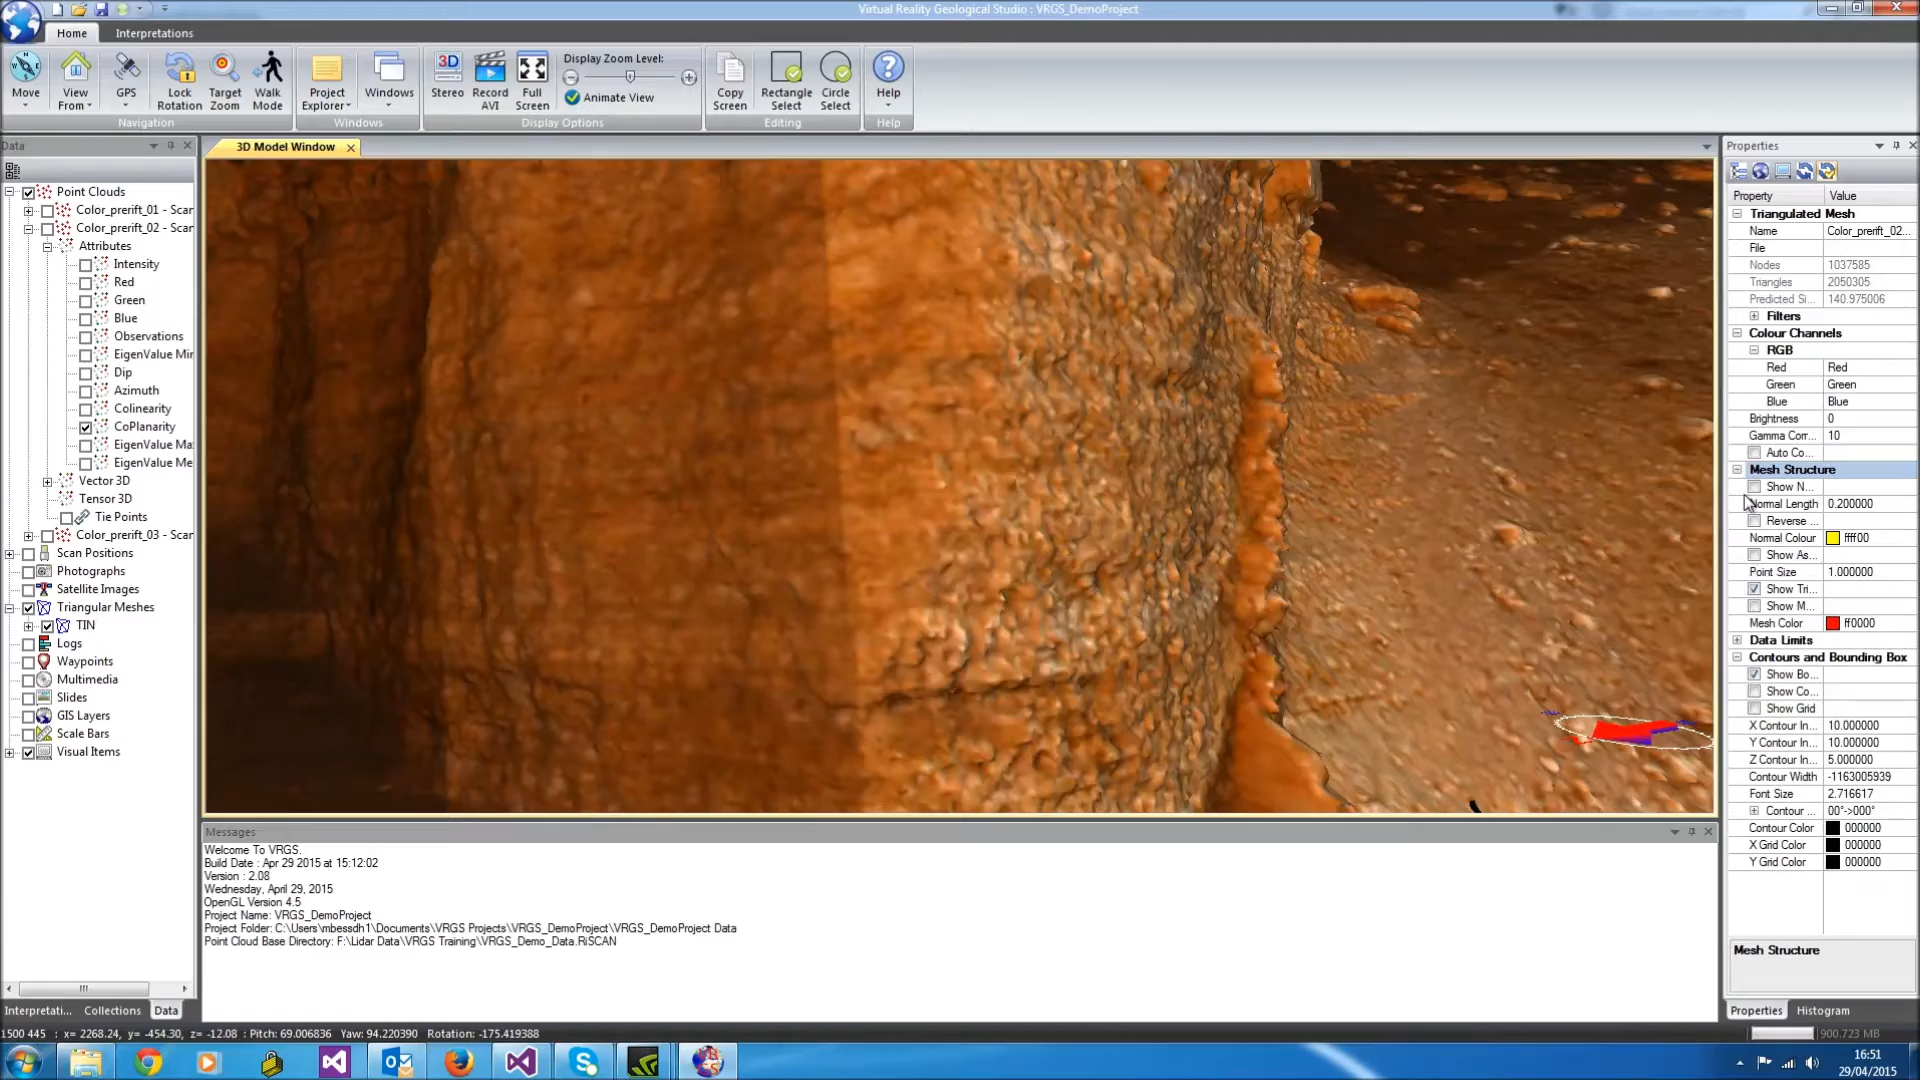 Virtual Reality Geological Studio : VRGS_DemoProject
Home Interpretations
Move
View From
GPS
Lock Rotation
Target Zoom
Walk Mode
Navigation
Project Explorer
Windows
Windows
3D
Stereo
Record AVI
Full Screen
Display Zoom Level:
Animate View
Display Options
Copy Screen
Rectangle Select
Circle Select
Editing
Help
Help
Data
Point Clouds
Color_prerift_01 - Scar
Color_prerift_02 - Scar
Attributes
Intensity
Red
Green
Blue
Observations
EigenValue Mir
Dip
Azimuth
Colinearity
CoPlanarity
EigenValue Ma
EigenValue Me
Vector 3D
Tensor 3D
Tie Points
Color_prerift_03 - Scar
Scan Positions
Photographs
Satellite Images
Triangular Meshes
TIN
Logs
Waypoints
Multimedia
Slides
GIS Layers
Scale Bars
Visual Items
Interpretati... Collections Data
3D Model Window
Messages
Welcome To VRGS.
Build Date : Apr 29 2015 at 15:12:02
Version : 2.08
Wednesday, April 29, 2015
OpenGL Version 4.5
Project Name: VRGS_DemoProject
Project Folder: C:\Users\mbessdh1\Documents\VRGS Projects\VRGS_DemoProject\VRGS_DemoProject Data
Point Cloud Base Directory: F:\Lidar Data\VRGS Training\VRGS_Demo_Data.RiSCAN
Properties
Property Value
Triangulated Mesh
Name Color_prerift_02...
File
Nodes 1037585
Triangles 2050305
Predicted Si... 140.975006
Filters
Colour Channels
RGB
Red Red
Green Green
Blue Blue
Brightness 0
Gamma Corr... 10
Auto Co...
Mesh Structure
Show N...
Normal Length 0.200000
Reverse ...
Normal Colour ffff00
Show As...
Point Size 1.000000
Show Tri...
Show M...
Mesh Color ff0000
Data Limits
Contours and Bounding Box
Show Bo...
Show Co...
Show Grid
X Contour In... 10.000000
Y Contour In... 10.000000
Z Contour In... 5.000000
Contour Width -1163005939
Font Size 2.716617
Contour ... 00°->000°
Contour Color 000000
X Grid Color 000000
Y Grid Color 000000
Mesh Structure
Properties Histogram
1500 445 : x= 2268.24, y= -454.30, z= -12.08 : Pitch: 69.006836 Yaw: 94.220390 Rotation: -175.419388
900.723 MB
16:51
29/04/2015